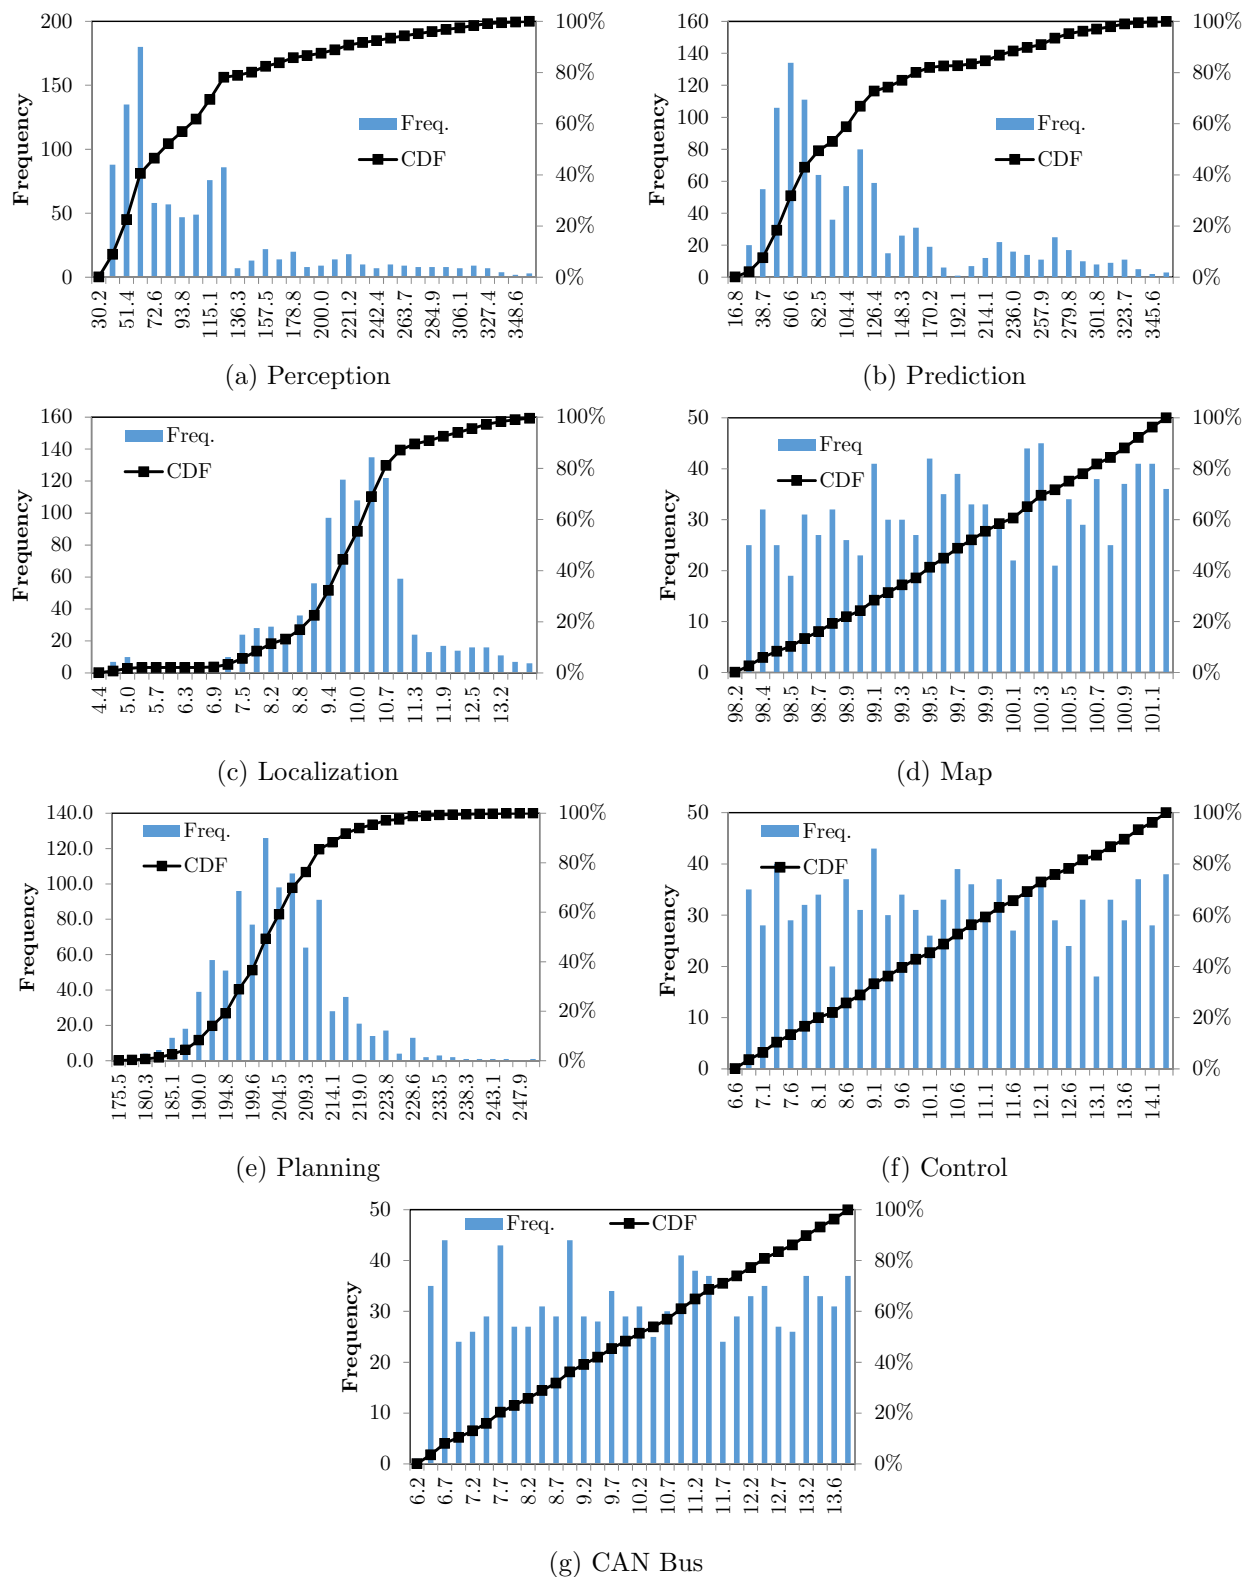 200
150
100
50
0
100%
80%
60%
40%
20%
0%
Frequency
Freq.
CDF
30.2 51.4 72.6 93.8 115.1 136.3 157.5 178.8 200.0 221.2 242.4 263.7 284.9 306.1 327.4 348.6
(a) Perception
160
140
120
100
80
60
40
20
0
100%
80%
60%
40%
20%
0%
Frequency
Freq.
CDF
16.8 38.7 60.6 82.5 104.4 126.4 148.3 170.2 192.1 214.1 236.0 257.9 279.8 301.8 323.7 345.6
(b) Prediction
160
140
120
100
80
60
40
20
0
100%
80%
60%
40%
20%
0%
Frequency
Freq.
CDF
4.4 5.0 5.7 6.3 6.9 7.5 8.2 8.8 9.4 10.0 10.7 11.3 11.9 12.5 13.2
(c) Localization
50
40
30
20
10
0
100%
80%
60%
40%
20%
0%
Frequency
Freq
CDF
98.2 98.4 98.5 98.7 98.9 99.1 99.3 99.5 99.7 99.9 100.1 100.3 100.5 100.7 100.9 101.1
(d) Map
140.0
120.0
100.0
80.0
60.0
40.0
20.0
0.0
100%
80%
60%
40%
20%
0%
Frequency
Freq.
CDF
175.5 180.3 185.1 190.0 194.8 199.6 204.5 209.3 214.1 219.0 223.8 228.6 233.5 238.3 243.1 247.9
(e) Planning
50
40
30
20
10
0
100%
80%
60%
40%
20%
0%
Frequency
Freq.
CDF
6.6 7.1 7.6 8.1 8.6 9.1 9.6 10.1 10.6 11.1 11.6 12.1 12.6 13.1 13.6 14.1
(f) Control
50
40
30
20
10
0
100%
80%
60%
40%
20%
0%
Frequency
Freq.
CDF
6.2 6.7 7.2 7.7 8.2 8.7 9.2 9.7 10.2 10.7 11.2 11.7 12.2 12.7 13.2 13.6
(g) CAN Bus